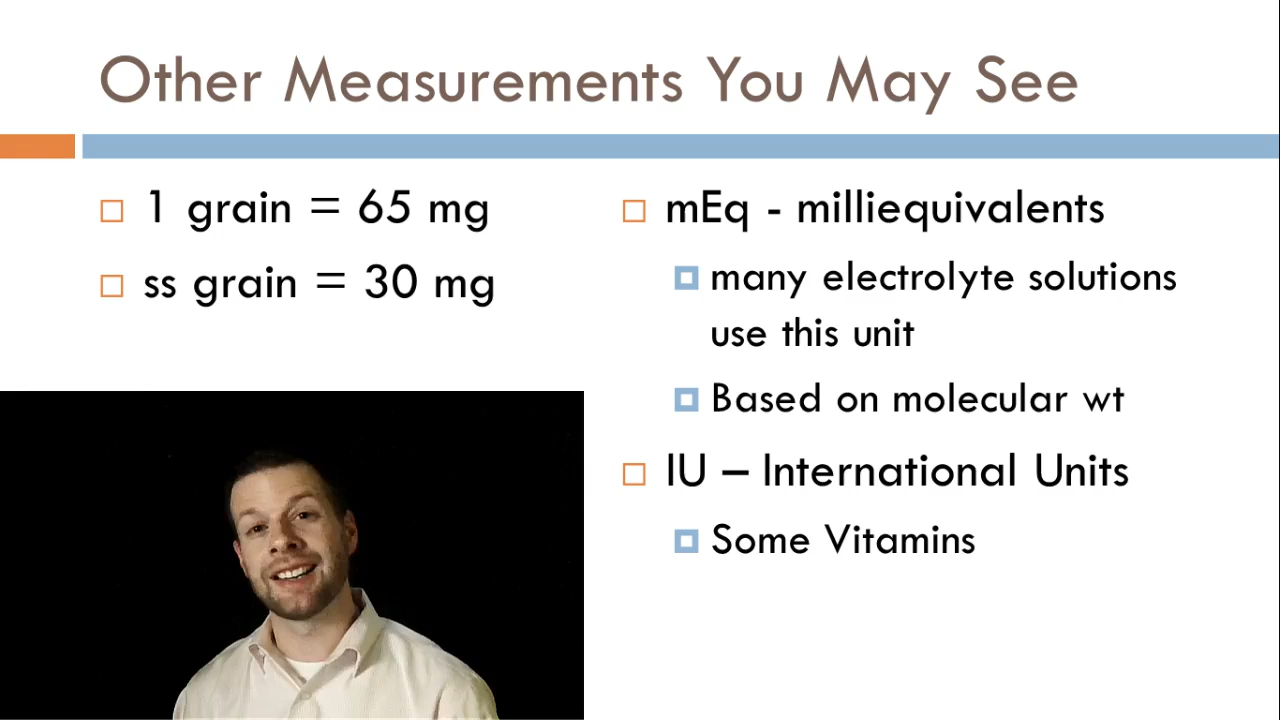 Other Measurements You May See
1 grain = 65 mg
ss grain = 30 mg
mEq - milliequivalents
many electrolyte solutions
use this unit
Based on molecular wt
IU – International Units
Some Vitamins